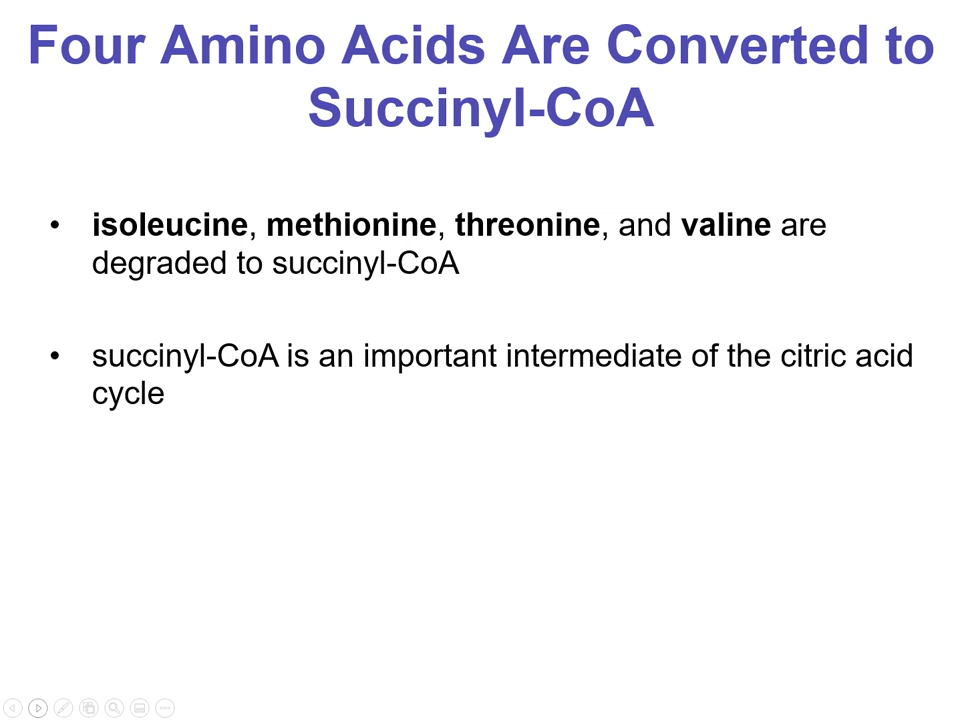 Four Amino Acids Are Converted to
Succinyl-CoA
• isoleucine, methionine, threonine, and valine are
degraded to succinyl-CoA
• succinyl-CoA is an important intermediate of the citric acid
cycle